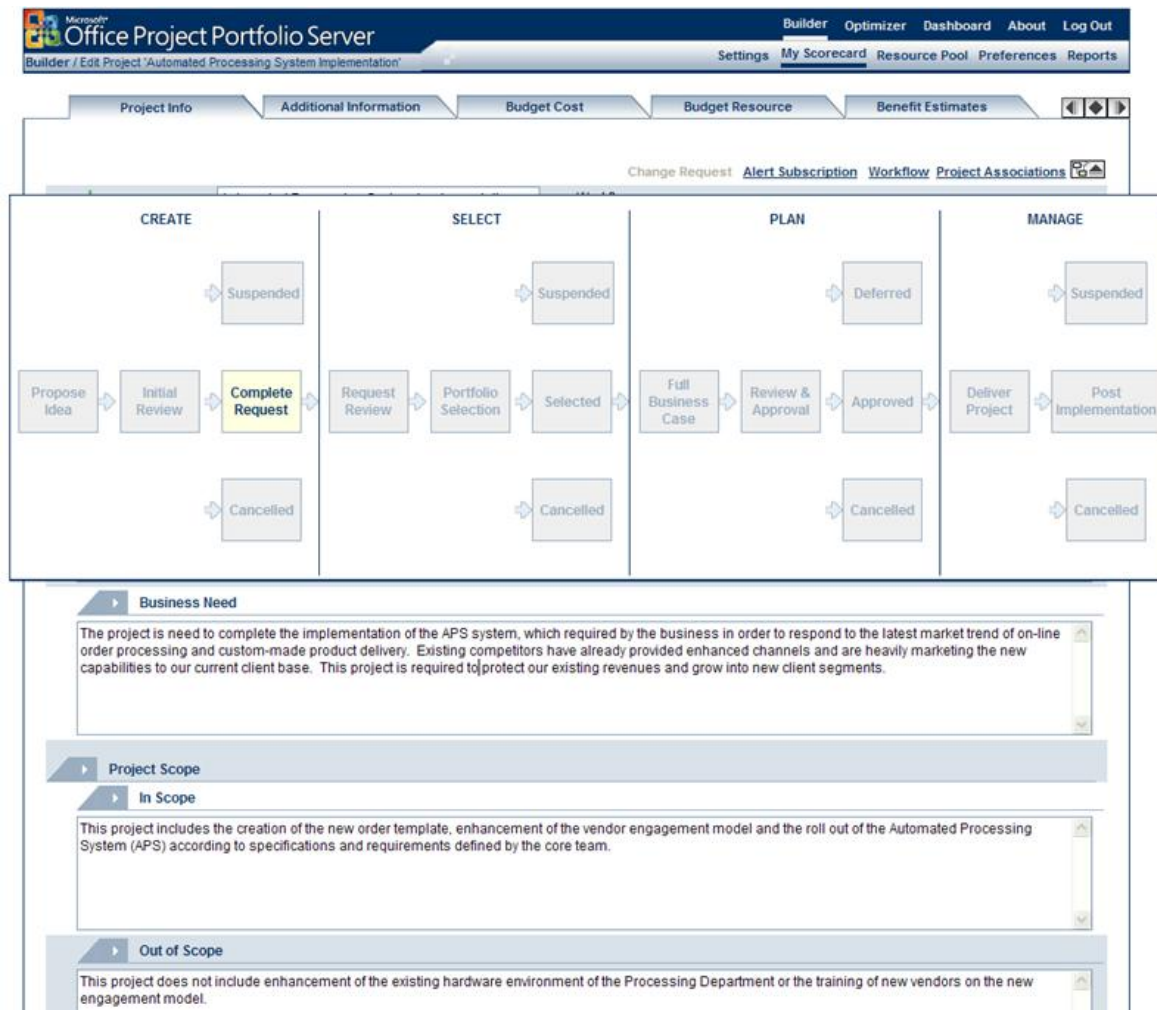 Microsoft®
Office Project Portfolio Server
Builder Optimizer Dashboard About Log Out
Builder / Edit Project 'Automated Processing System Implementation'
Settings My Scorecard Resource Pool Preferences Reports
Project Info Additional Information Budget Cost Budget Resource Benefit Estimates
Change Request Alert Subscription Workflow Project Associations
CREATE SELECT PLAN MANAGE
Suspended Suspended Deferred Suspended
Propose Idea
Initial Review
Complete Request
Request Review
Portfolio Selection
Selected
Full Business Case
Review & Approval
Approved
Deliver Project
Post Implementation
Cancelled Cancelled Cancelled Cancelled
Business Need
The project is need to complete the implementation of the APS system, which required by the business in order to respond to the latest market trend of on-line
order processing and custom-made product delivery. Existing competitors have already provided enhanced channels and are heavily marketing the new
capabilities to our current client base. This project is required to protect our existing revenues and grow into new client segments.
Project Scope
In Scope
This project includes the creation of the new order template, enhancement of the vendor engagement model and the roll out of the Automated Processing
System (APS) according to specifications and requirements defined by the core team.
Out of Scope
This project does not include enhancement of the existing hardware environment of the Processing Department or the training of new vendors on the new
engagement model.